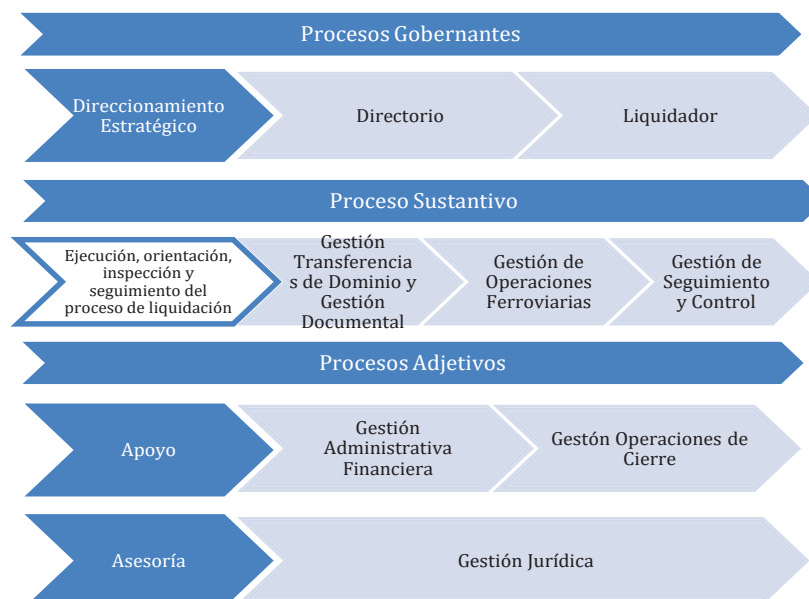 Procesos Gobernantes
Direccionamiento
Estratégico
Directorio
Liquidador
Proceso Sustantivo
Ejecución, orientación,
inspección y
seguimiento del
proceso de liquidación
Gestión
Transferencia
s de Dominio y
Gestión
Documental
Gestión de
Operaciones
Ferroviarias
Gestión de
Seguimiento
y Control
Procesos Adjetivos
Apoyo
Gestión
Administrativa
Financiera
Gestón Operaciones de
Cierre
Asesoría
Gestión Jurídica